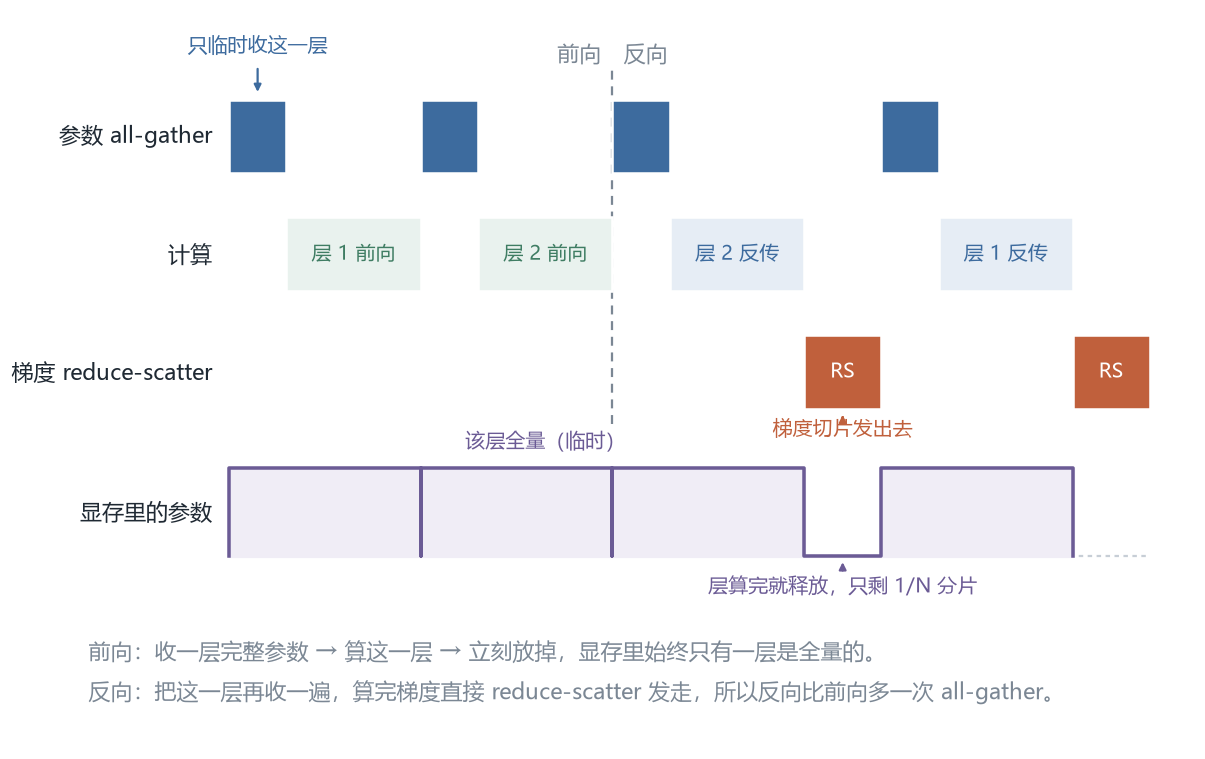 只临时收这一层
前向 反向
参数 all-gather
计算
层 1 前向
层 2 前向
层 2 反传
层 1 反传
梯度 reduce-scatter
RS
RS
梯度切片发出去
该层全量（临时）
显存里的参数
层算完就释放，只剩 1/N 分片
前向：收一层完整参数 → 算这一层 → 立刻放掉，显存里始终只有一层是全量的。
反向：把这一层再收一遍，算完梯度直接 reduce-scatter 发走，所以反向比前向多一次 all-gather。